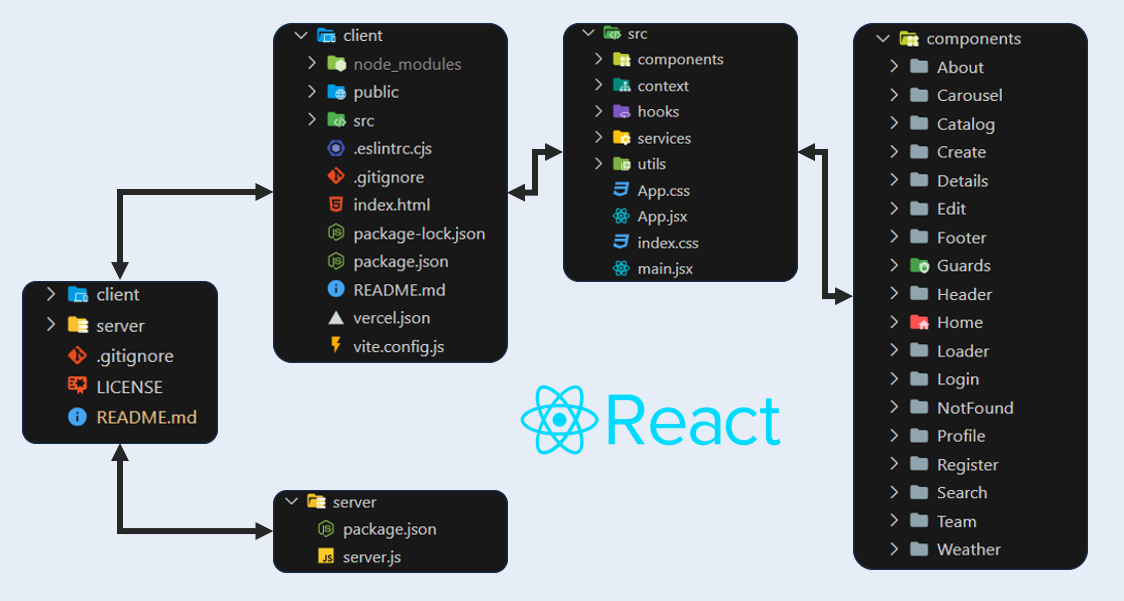 client
server
.gitignore
LICENSE
README.md
client
node_modules
public
src
.eslintrc.cjs
.gitignore
index.html
package-lock.json
package.json
README.md
vercel.json
vite.config.js
server
package.json
server.js
src
components
context
hooks
services
utils
App.css
App.jsx
index.css
main.jsx
React
components
About
Carousel
Catalog
Create
Details
Edit
Footer
Guards
Header
Home
Loader
Login
NotFound
Profile
Register
Search
Team
Weather